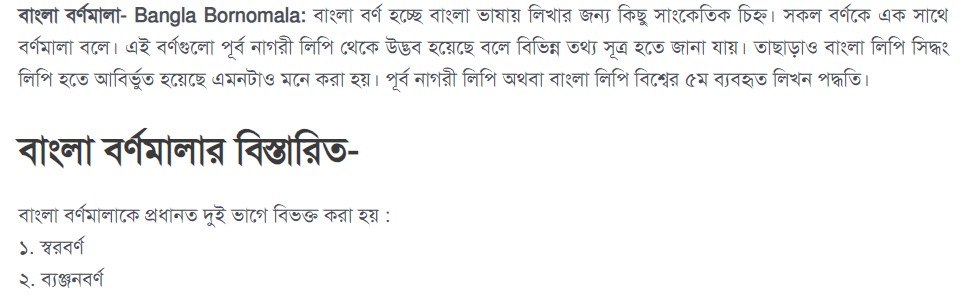 বাংলা বর্ণমালা- Bangla Bornomala: বাংলা বর্ণ হচ্ছে বাংলা ভাষায় লিখার জন্য কিছু সাংকেতিক চিহ্ন। সকল বর্ণকে এক সাথে
বর্ণমালা বলে। এই বর্ণগুলো পূর্ব নাগরী লিপি থেকে উদ্ভব হয়েছে বলে বিভিন্ন তথ্য সূত্র হতে জানা যায়। তাছাড়াও বাংলা লিপি সিদ্ধং
লিপি হতে আবির্ভূত হয়েছে এমনটাও মনে করা হয়। পূর্ব নাগরী লিপি অথবা বাংলা লিপি বিশ্বের ৫ম ব্যবহৃত লিখন পদ্ধতি।
বাংলা বর্ণমালার বিস্তারিত-
বাংলা বর্ণমালাকে প্রধানত দুই ভাগে বিভক্ত করা হয় :
১. স্বরবর্ণ
২. ব্যঞ্জনবর্ণ